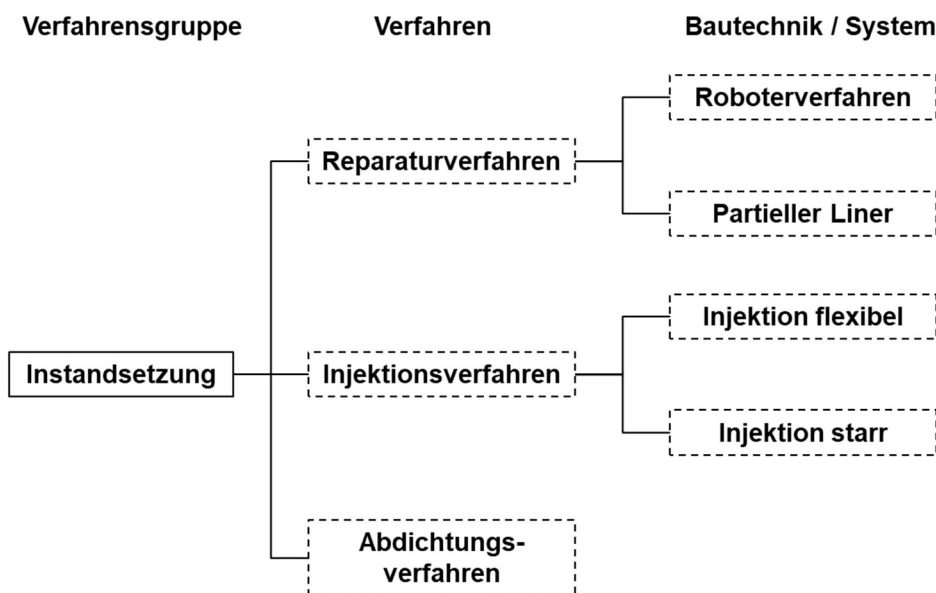 Verfahrensgruppe Verfahren Bautechnik / System
Roboterverfahren
Reparaturverfahren
Partieller Liner
Injektion flexibel
Instandsetzung Injektionsverfahren
Injektion starr
Abdichtungs-
verfahren